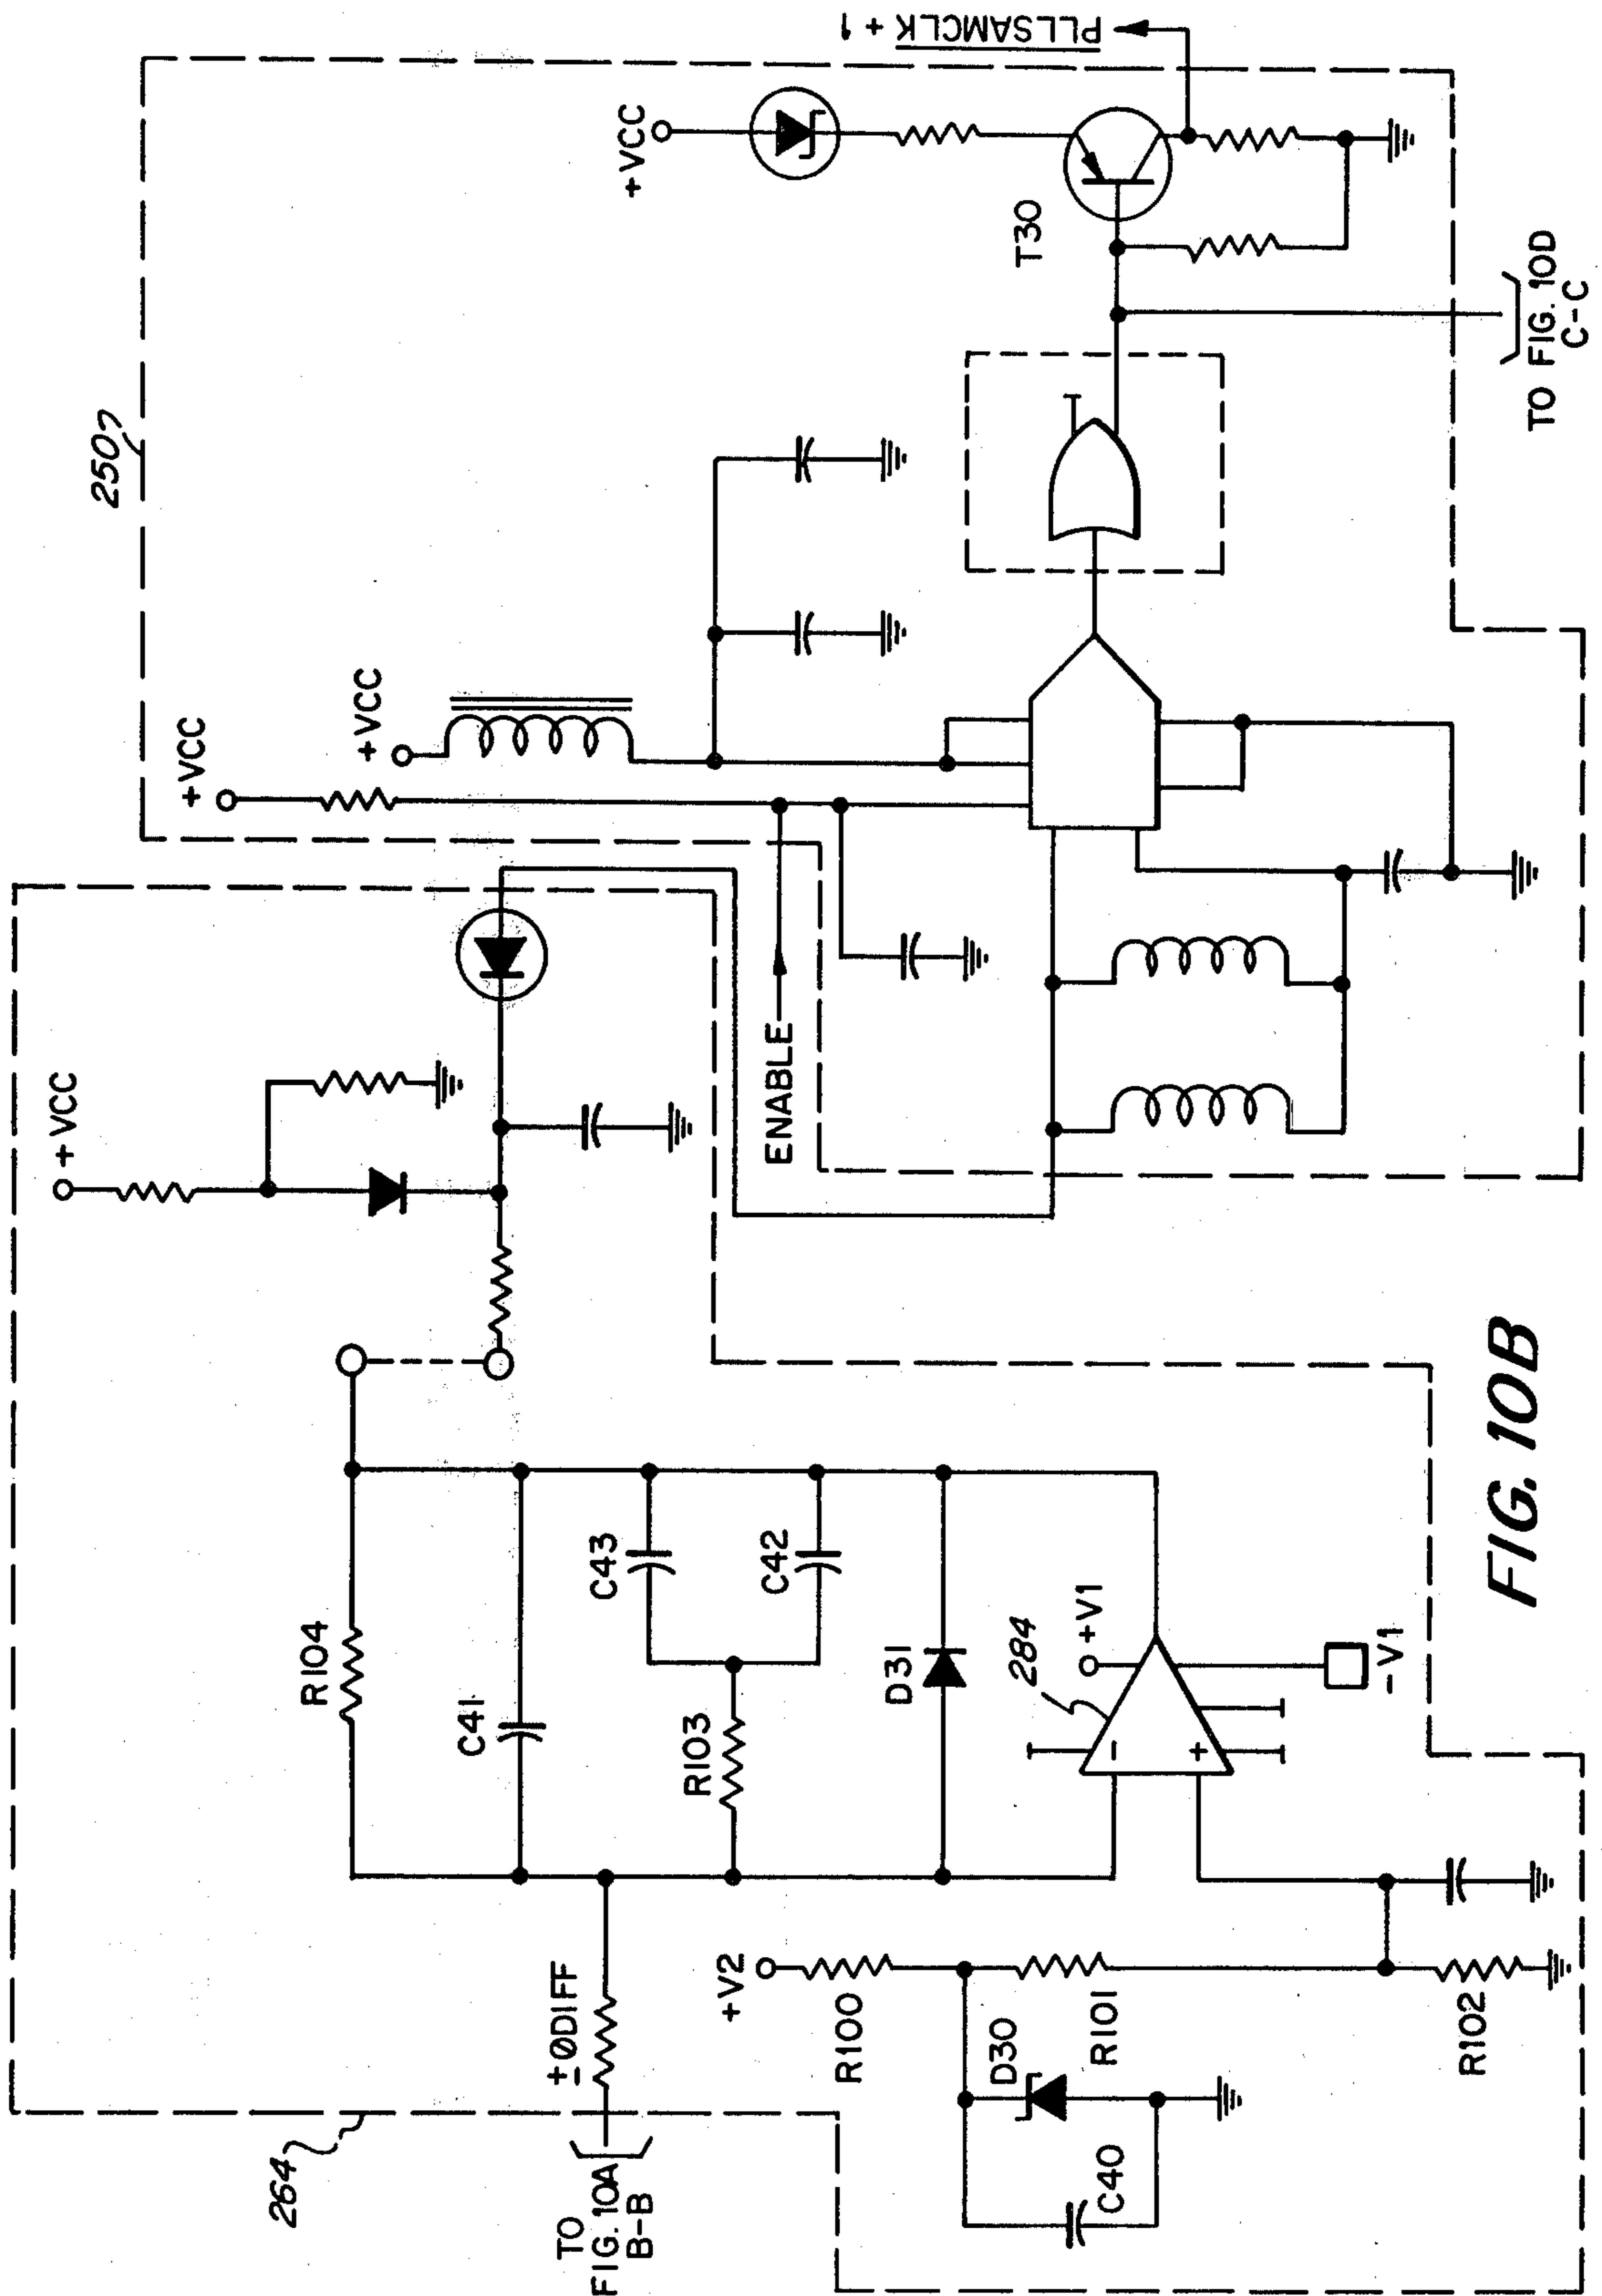 264
TO
FIG. 10A
B-B
±ØDIFF
R104
C41
R103
C43
C42
D31
284
+V1
-V1
+V2
R100
D30
C40
R101
R102
+VCC
ENABLE
250
+VCC
+VCC
+VCC
T30
PLLSAMCLK + 1
TO FIG. 10D
C-C
FIG. 10B